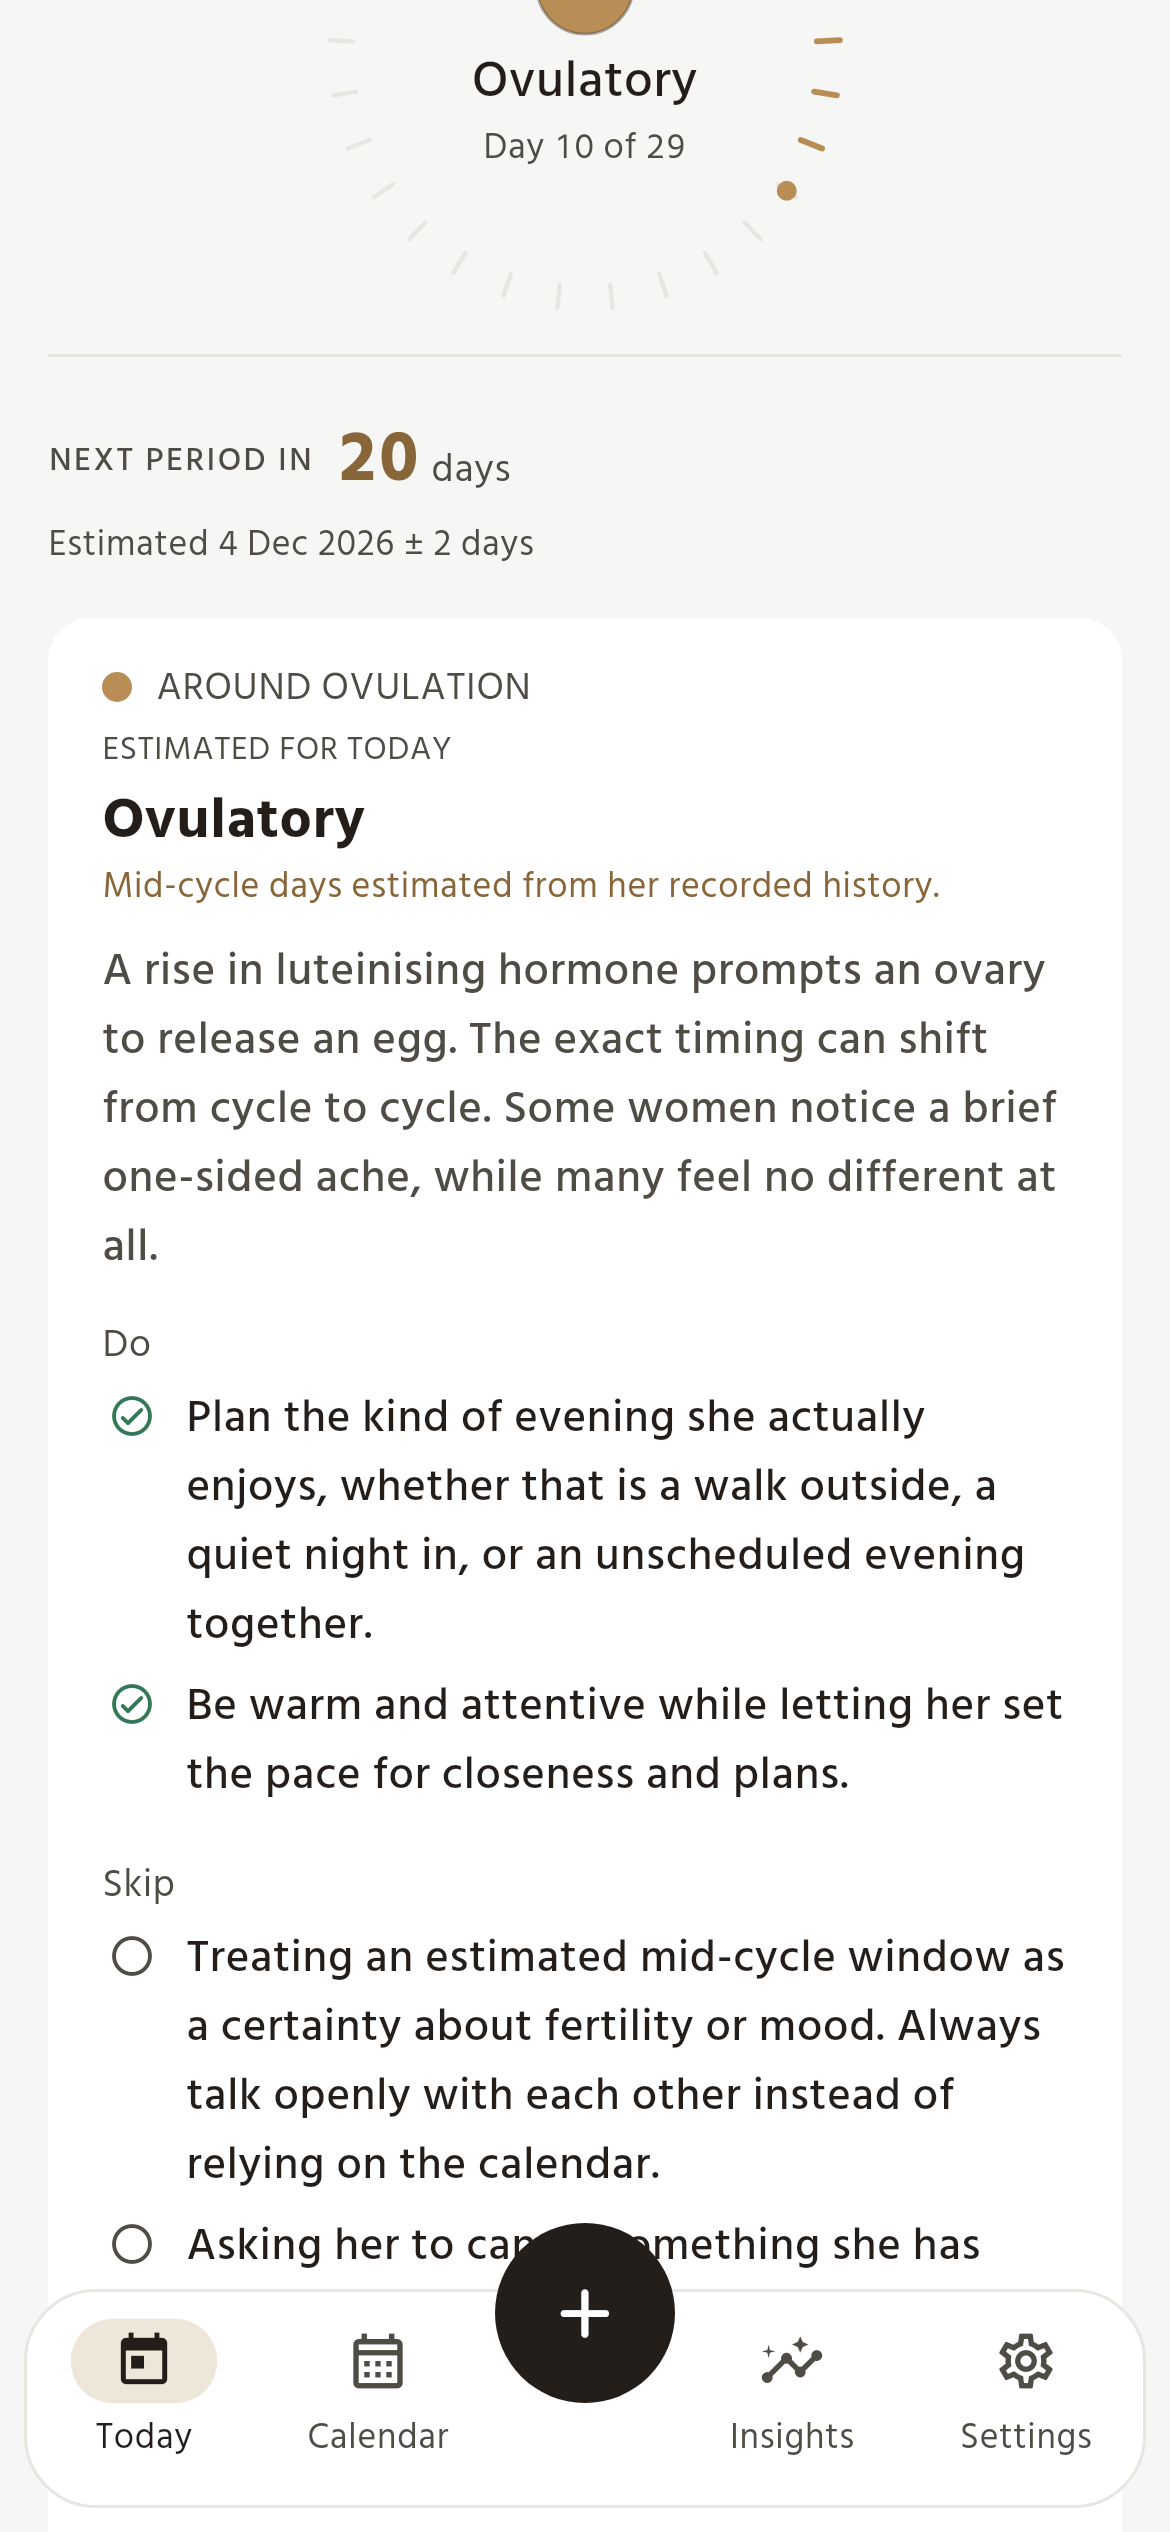 Ovulatory
Day 10 of 29
NEXT PERIOD IN 20 days
Estimated 4 Dec 2026 ± 2 days
AROUND OVULATION
ESTIMATED FOR TODAY
Ovulatory
Mid-cycle days estimated from her recorded history.
A rise in luteinising hormone prompts an ovary
to release an egg. The exact timing can shift
from cycle to cycle. Some women notice a brief
one-sided ache, while many feel no different at
all.
Do
Plan the kind of evening she actually
enjoys, whether that is a walk outside, a
quiet night in, or an unscheduled evening
together.
Be warm and attentive while letting her set
the pace for closeness and plans.
Skip
Treating an estimated mid-cycle window as
a certainty about fertility or mood. Always
talk openly with each other instead of
relying on the calendar.
Asking her to she has
Today
Calendar
Insights
Settings